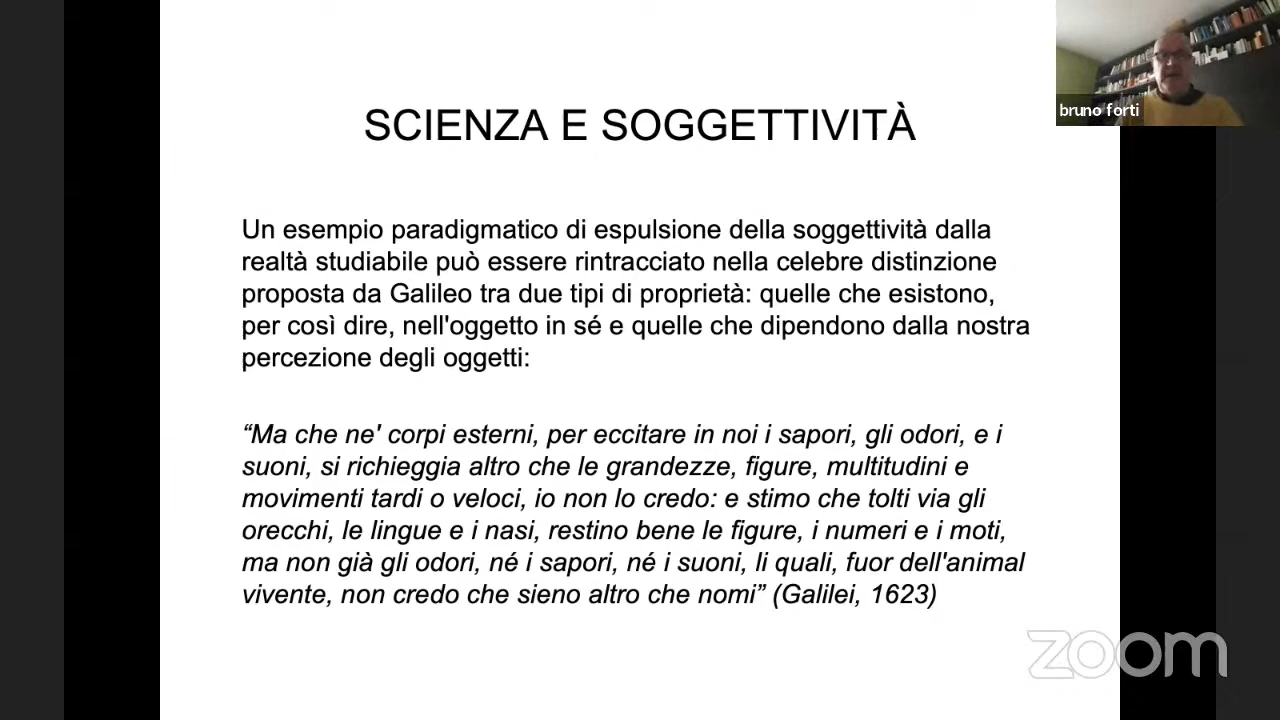 SCIENZA E SOGGETTIVITÀ
bruno forti
Un esempio paradigmatico di espulsione della soggettività dalla
realtà studiabile può essere rintracciato nella celebre distinzione
proposta da Galileo tra due tipi di proprietà: quelle che esistono,
per così dire, nell'oggetto in sé e quelle che dipendono dalla nostra
percezione degli oggetti:
“Ma che ne' corpi esterni, per eccitare in noi i sapori, gli odori, e i
suoni, si richieggia altro che le grandezze, figure, multitudini e
movimenti tardi o veloci, io non lo credo: e stimo che tolti via gli
orecchi, le lingue e i nasi, restino bene le figure, i numeri e i moti,
ma non già gli odori, né i sapori, né i suoni, li quali, fuor dell'animal
vivente, non credo che sieno altro che nomi” (Galilei, 1623)
zoom